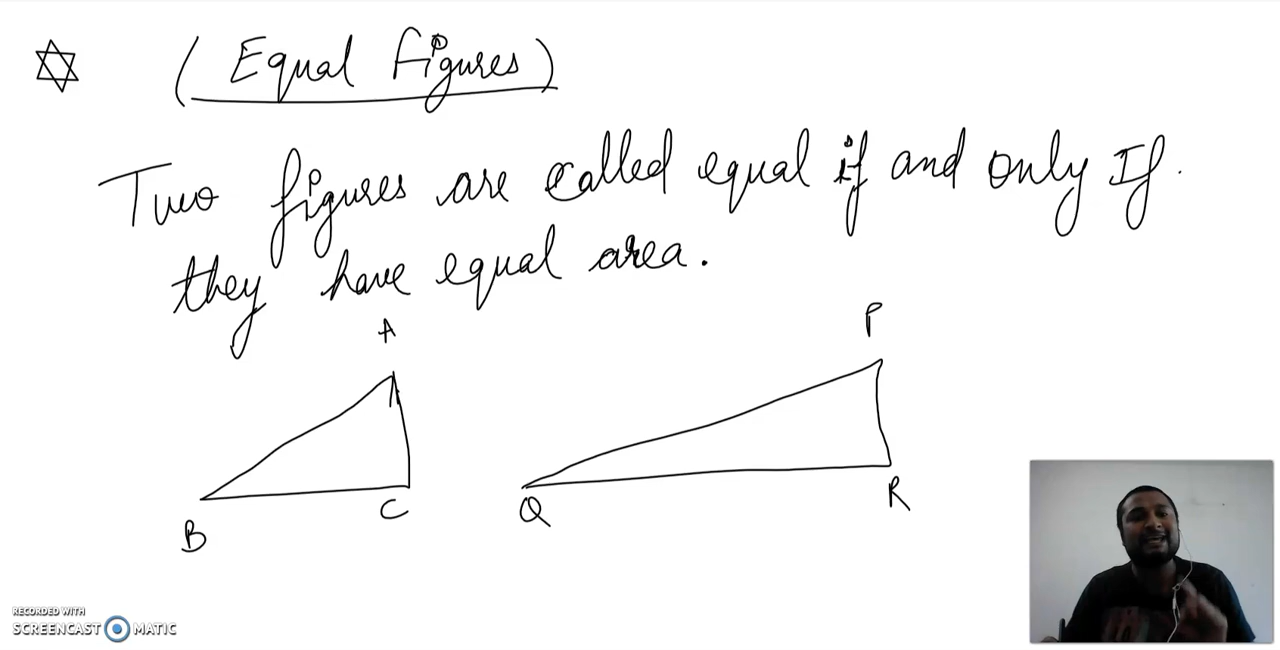 (Equal figures)
Two figures are called equal if and only If
they have equal area.
A
P
B
C
Q
R
RECORDED WITH
SCREENCAST MATIC